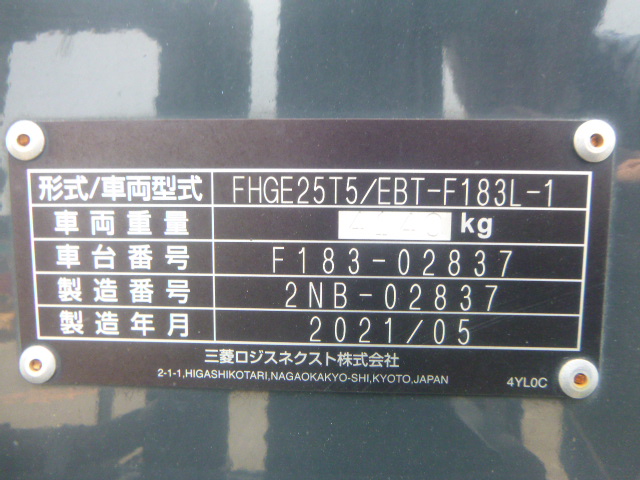 形式/車両型式 FHGE25T5/EBT-F183L-1
車両重量 kg
車台番号 F183-02837
製造番号 2NB-02837
製造年月 2021/05
三菱ロジスネクスト株式会社
2-1-1,HIGASHIKOTARI,NAGAOKAKYO-SHI,KYOTO,JAPAN 4YL0C